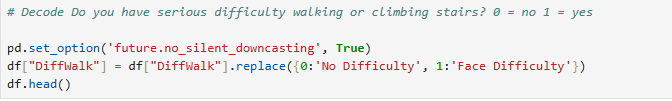 # Decode Do you have serious difficulty walking or climbing stairs? 0 = no 1 = yes
pd.set_option('future.no_silent_downcasting', True)
df["DiffWalk"] = df["DiffWalk"].replace({0:'No Difficulty', 1:'Face Difficulty'})
df.head()